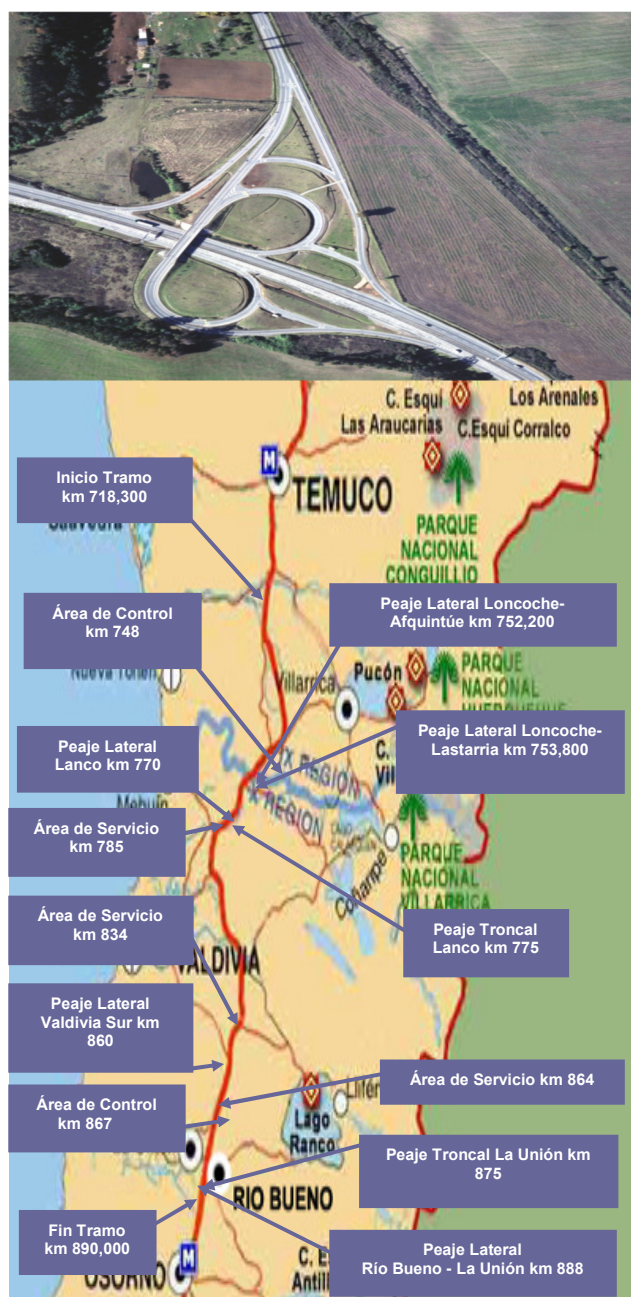 C. Esquí
Las Araucarias
Los Arenales
C.Esquí Corralco
M
TEMUCO
PARQUE
NACIONAL
CONGUILLIO
Inicio Tramo
km 718,300
Área de Control
km 748
Peaje Lateral Loncoche-
Afquintúe km 752,200
Villarrica
Pucón
PARQUE
NACIONAL
Peaje Lateral
Lanco km 770
IX REGION
X REGION
Peaje Lateral Loncoche-
Lastarria km 753,800
Área de Servicio
km 785
Coñaripe
PARQUE
NACIONAL
VILLARRICA
Área de Servicio
km 834
VALDIVIA
Peaje Troncal
Lanco km 775
Peaje Lateral
Valdivia Sur km
860
Área de Servicio km 864
Área de Control
km 867
Lago
Ranco
Peaje Troncal La Unión km
875
RIO BUENO
Fin Tramo
km 890,000
M
OSORNO
Peaje Lateral
Río Bueno - La Unión km 888